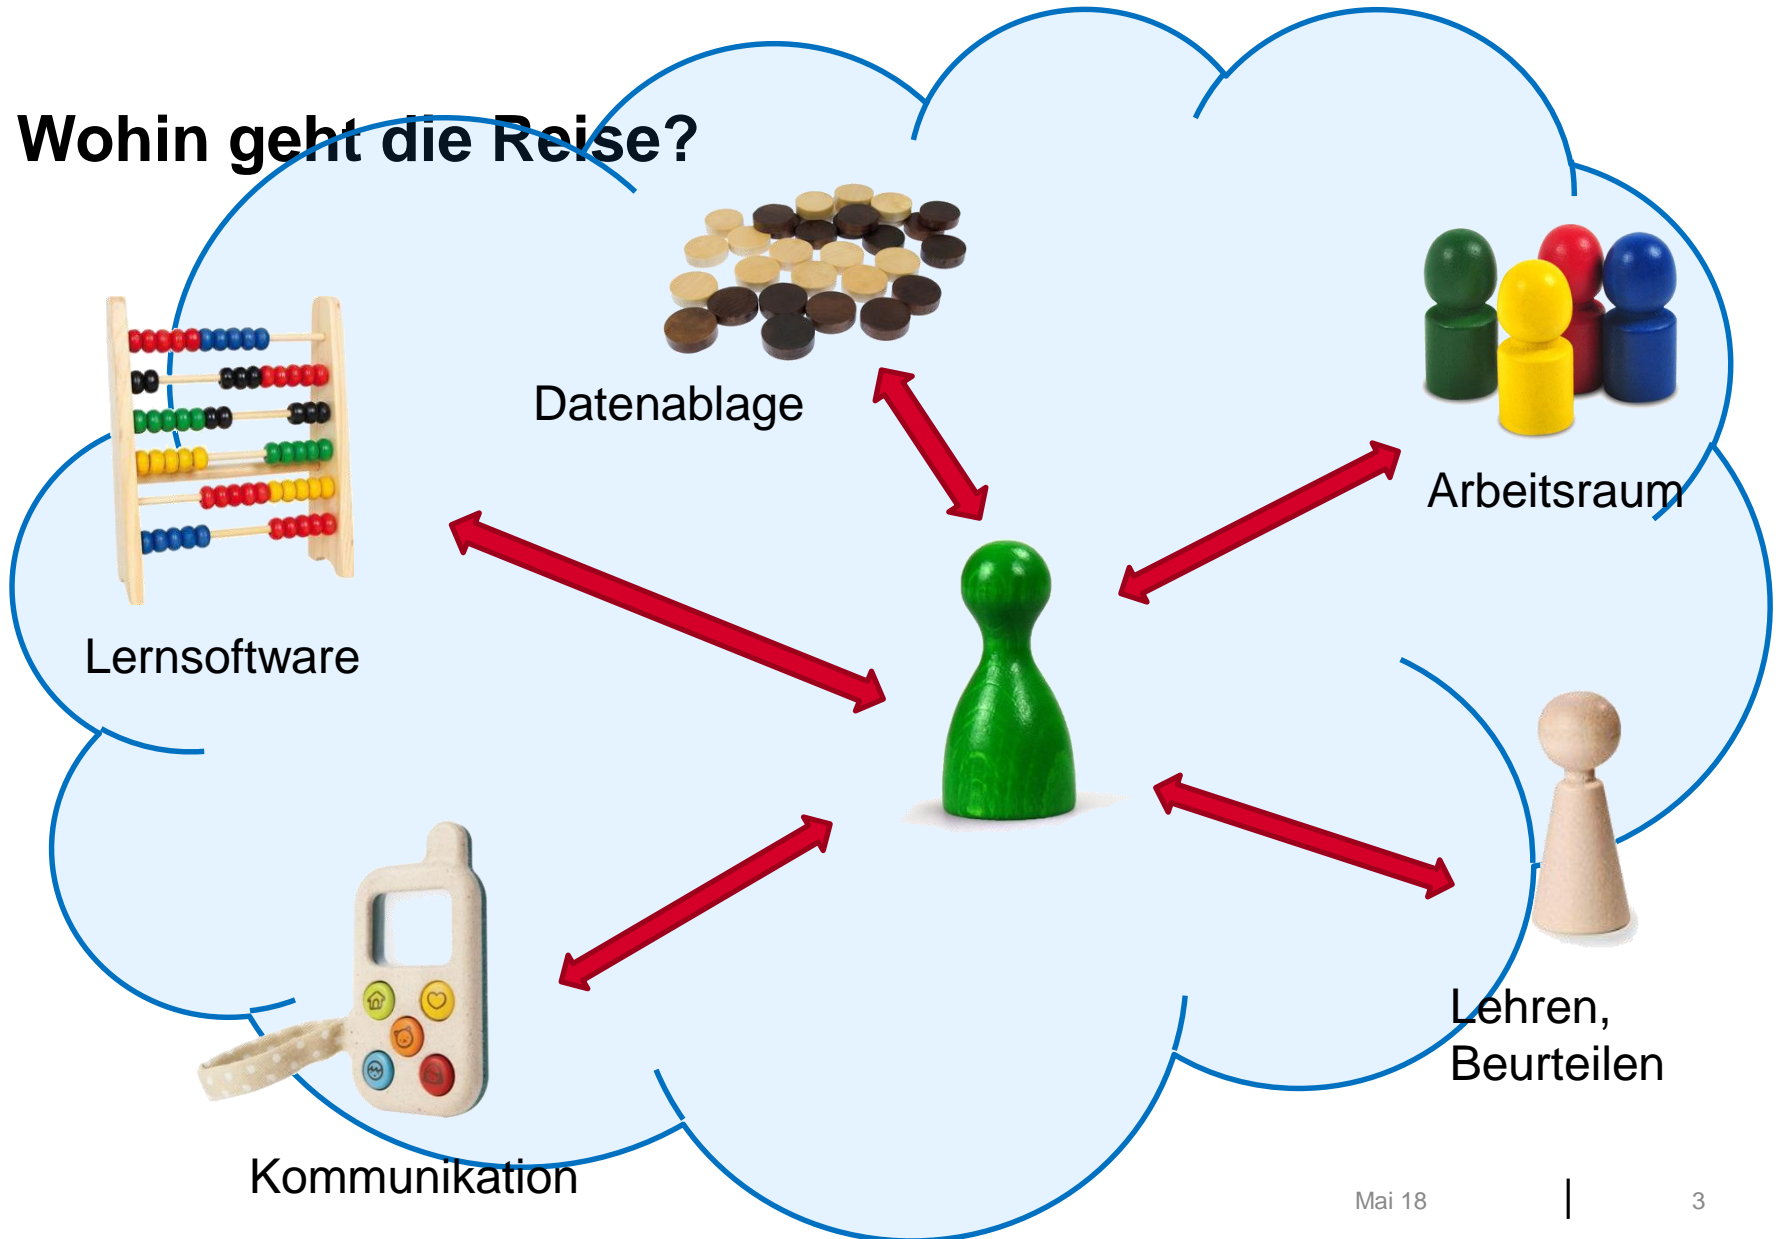 Wohin geht die Reise?
Datenablage
Arbeitsraum
Lernsoftware
Lehren,
Beurteilen
Kommunikation
Mai 18
3